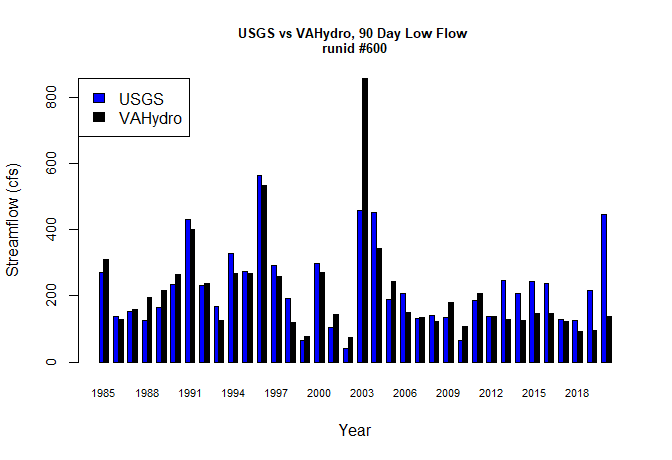 USGS vs VAHydro, 90 Day Low Flow
runid #600
USGS
VAHydro
Streamflow (cfs)
800
600
400
200
0
1985 1988 1991 1994 1997 2000 2003 2006 2009 2012 2015 2018
Year